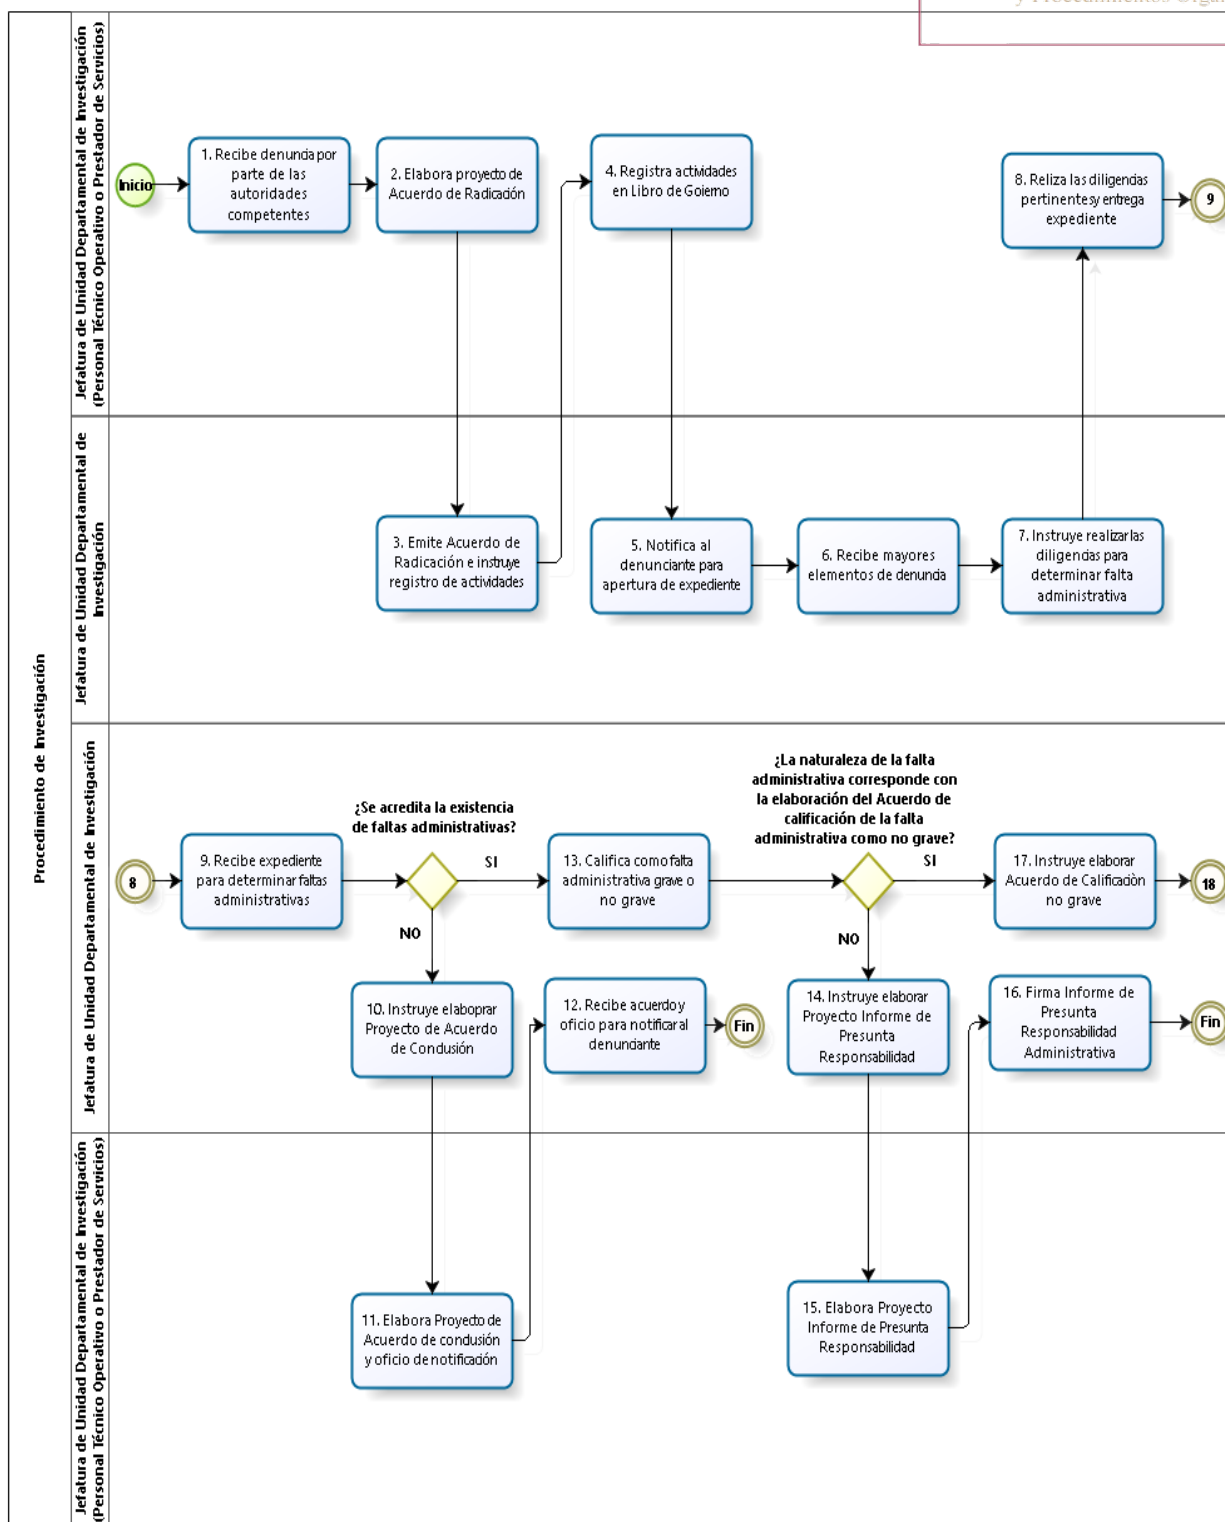 Procedimiento de Investigación
Jefatura de Unidad Departamental de Investigación
(Personal Técnico Operativo o Prestador de Servicios)
Inicio
1. Recibe denuncia por
parte de las
autoridades
competentes
2. Elabora proyecto de
Acuerdo de Radicación
4. Registra actividades
en Libro de Goierno
8. Reliza las diligencias
pertinentes y entrega
expediente
9
Jefatura de Unidad Departamental de
Investigación
3. Emite Acuerdo de
Radicación e instruye
registro de actividades
5. Notifica al
denunciante para
apertura de expediente
6. Recibe mayores
elementos de denuncia
7. Instruye realizar las
diligencias para
determinar falta
administrativa
Jefatura de Unidad Departamental de Investigación
8
9. Recibe expediente
para determinar faltas
administrativas
¿Se acredita la existencia
de faltas administrativas?
SI
NO
13. Califica como falta
administrativa grave o
no grave
¿La naturaleza de la falta
administrativa corresponde con
la elaboración del Acuerdo de
calificación de la falta
administrativa como no grave?
SI
NO
17. Instruye elaborar
Acuerdo de Calificaciòn
no grave
18
10. Instruye elaboprar
Proyecto de Acuerdo
de Condusión
12. Recibe acuerdo y
oficio para notificar al
denunciante
Fin
14. Instruye elaborar
Proyecto Informe de
Presunta
Responsabilidad
16. Firma Informe de
Presunta
Responsabilidad
Administrativa
Fin
Jefatura de Unidad Departamental de Investigación
(Personal Técnico Operativo o Prestador de Servicios)
11. Elabora Proyecto de
Acuerdo de condusión
y oficio de notificación
15. Elabora Proyecto
Informe de Presunta
Responsabilidad